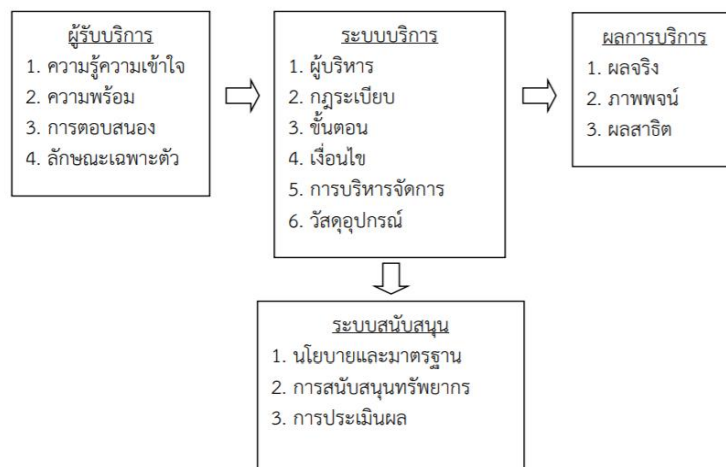 ผู้รับบริการ
1. ความรู้ความเข้าใจ
2. ความพร้อม
3. การตอบสนอง
4. ลักษณะเฉพาะตัว
ระบบบริการ
1. ผู้บริหาร
2. กฎระเบียบ
3. ขั้นตอน
4. เงื่อนไข
5. การบริหารจัดการ
6. วัสดุอุปกรณ์
ผลการบริการ
1. ผลจริง
2. ภาพพจน์
3. ผลสาธิต
ระบบสนับสนุน
1. นโยบายและมาตรฐาน
2. การสนับสนุนทรัพยากร
3. การประเมินผล